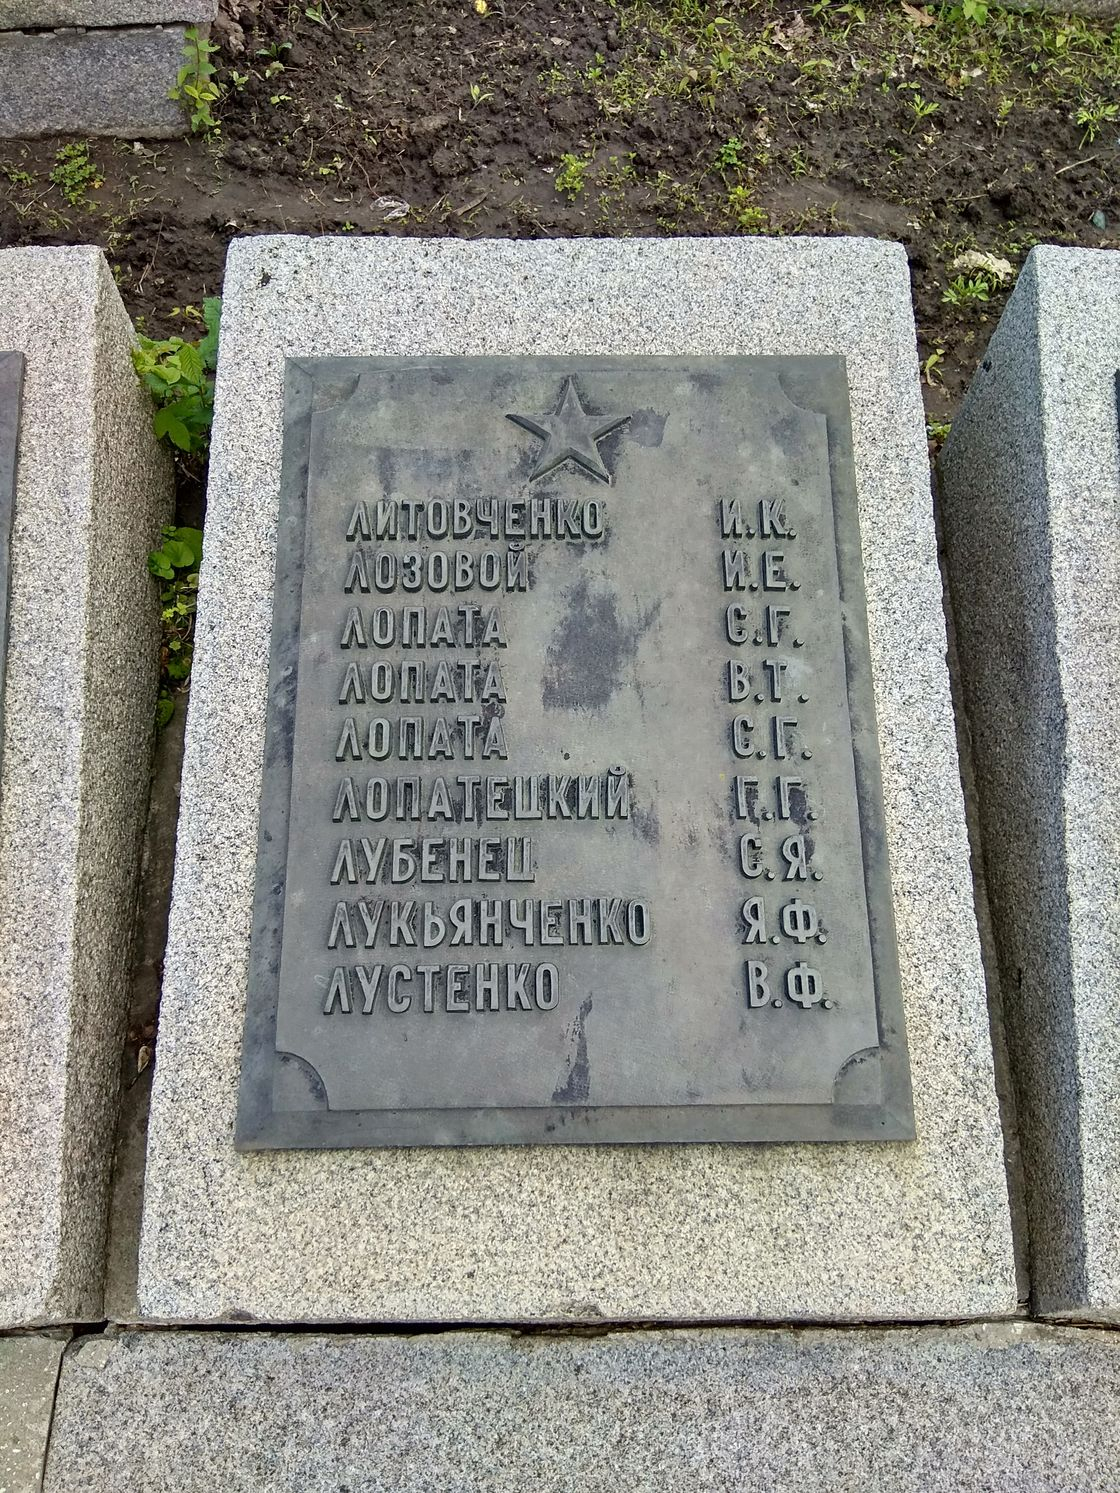 ЛИТОВЧЕНКО И.К.
ЛОЗОВОЙ И.Е.
ЛОПАТА С.Г.
ЛОПАТА В.Т.
ЛОПАТА С.Г.
ЛОПАТЕЦКИЙ Г.Г.
ЛУБЕНЕЦ С.Я.
ЛУКЬЯНЧЕНКО Я.Ф.
ЛУСТЕНКО В.Ф.